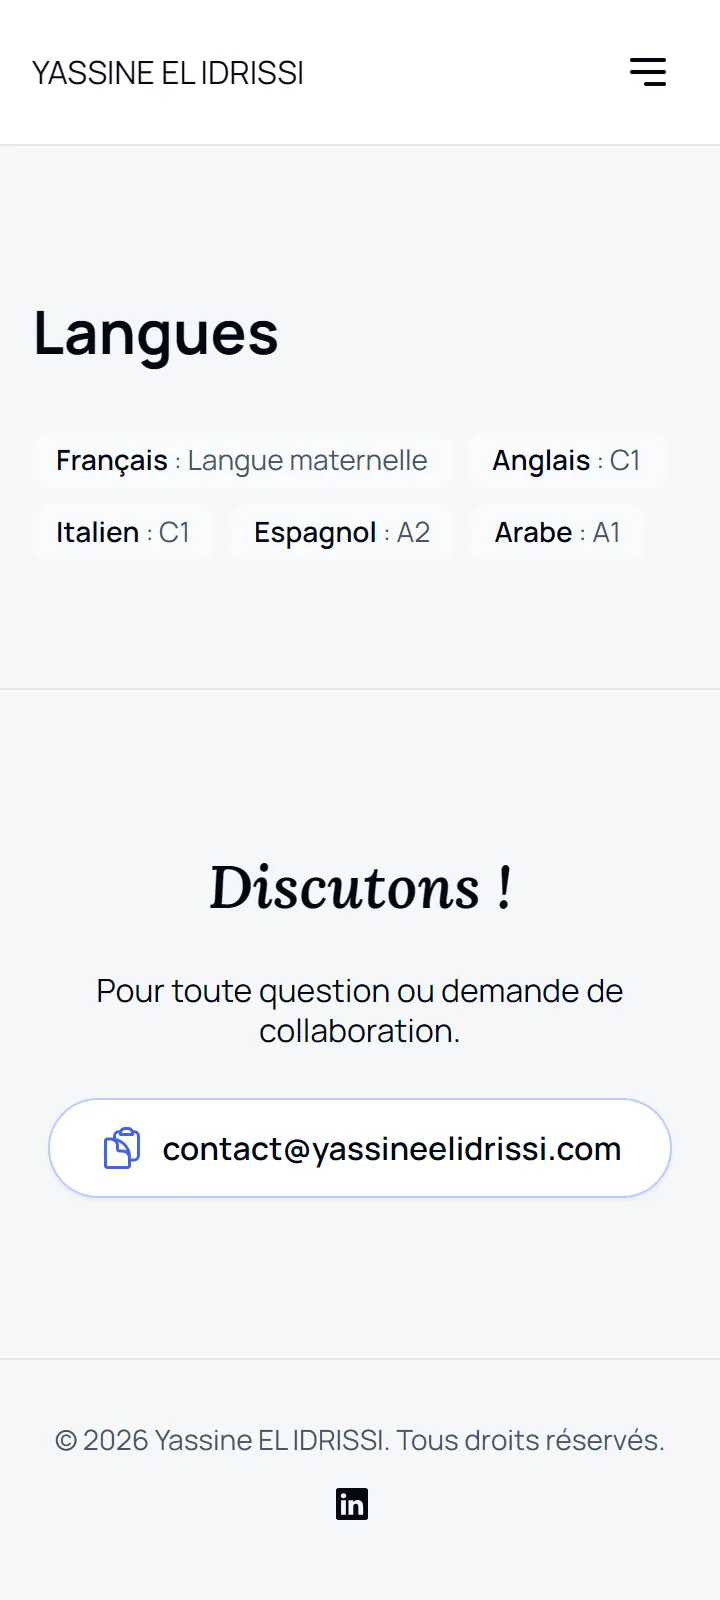 YASSINE EL IDRISSI
Langues
Français : Langue maternelle Anglais : C1
Italien : C1 Espagnol : A2 Arabe : A1
Discutons !
Pour toute question ou demande de
collaboration.
contact@yassineelidrissi.com
© 2026 Yassine EL IDRISSI. Tous droits réservés.
in